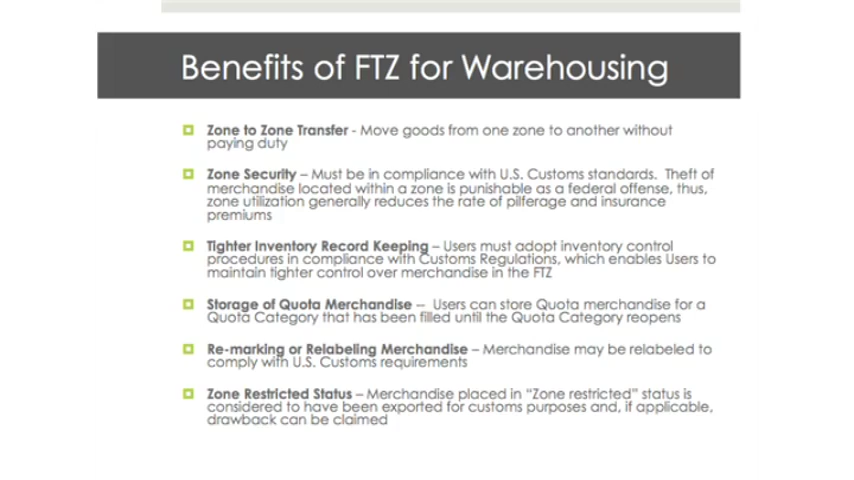 Benefits of FTZ for Warehousing
Zone to Zone Transfer - Move goods from one zone to another without
paying duty
Zone Security – Must be in compliance with U.S. Customs standards. Theft of
merchandise located within a zone is punishable as a federal offense, thus,
zone utilization generally reduces the rate of pilferage and insurance
premiums
Tighter Inventory Record Keeping – Users must adopt inventory control
procedures in compliance with Customs Regulations, which enables Users to
maintain tighter control over merchandise in the FTZ
Storage of Quota Merchandise – Users can store Quota merchandise for a
Quota Category that has been filled until the Quota Category reopens
Re-marking or Relabeling Merchandise – Merchandise may be relabeled to
comply with U.S. Customs requirements
Zone Restricted Status – Merchandise placed in “Zone restricted” status is
considered to have been exported for customs purposes and, if applicable,
drawback can be claimed